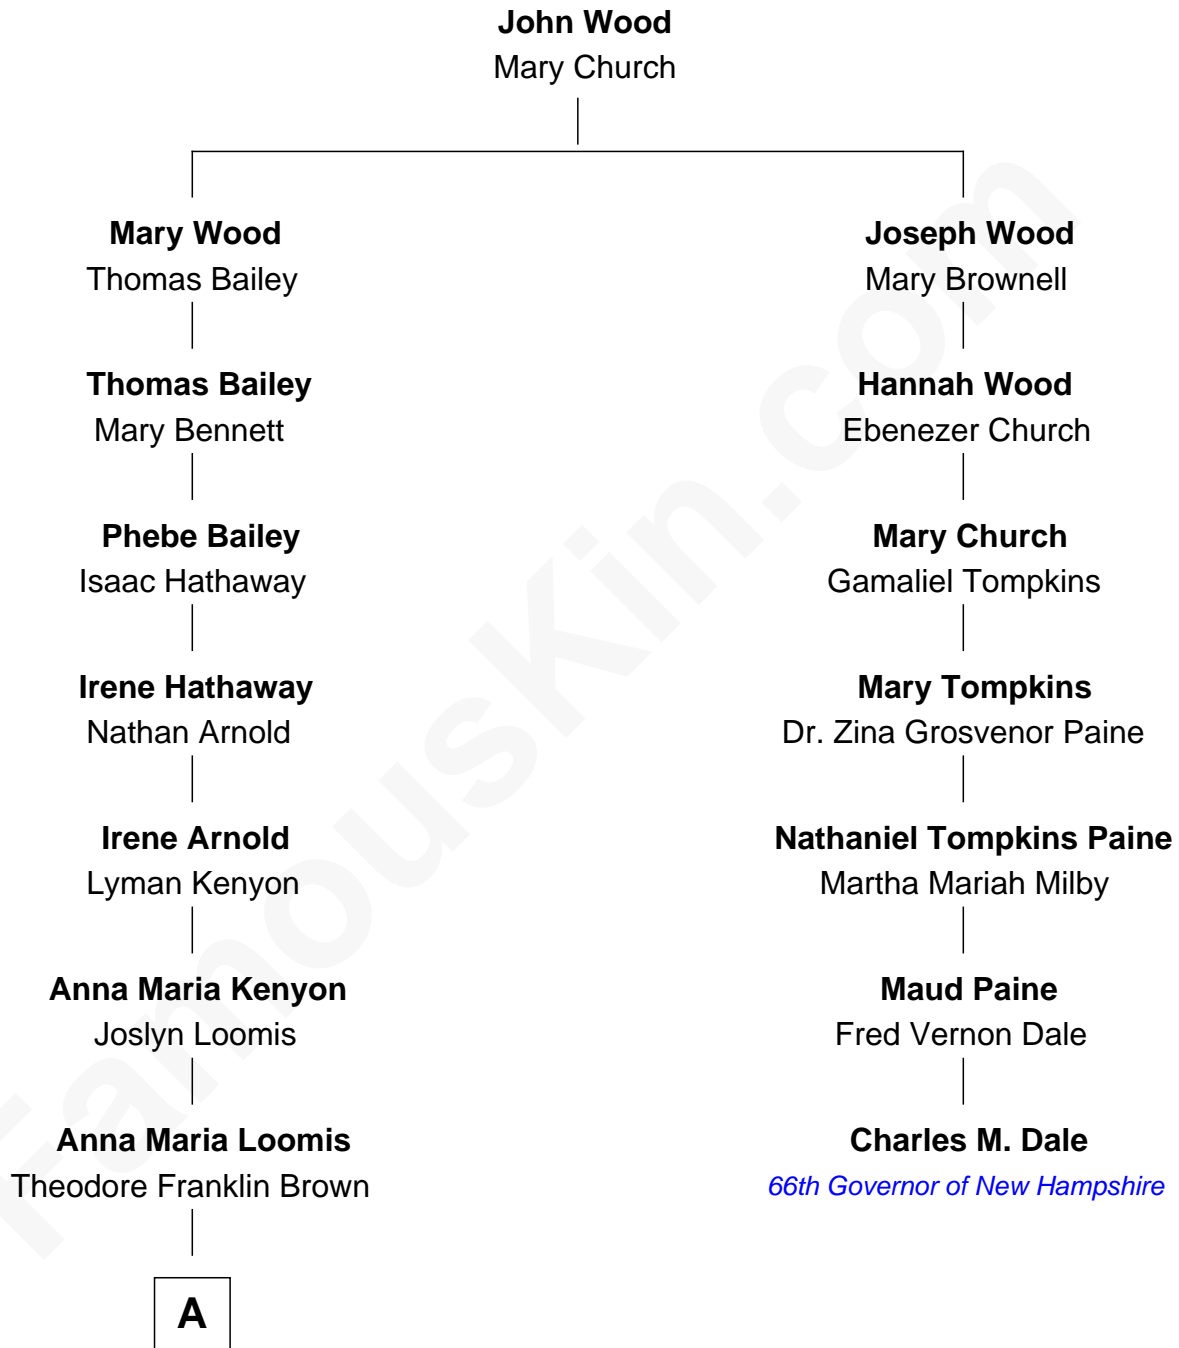 John Wood
Mary Church
Mary Wood
Thomas Bailey
Thomas Bailey
Mary Bennett
Phebe Bailey
Isaac Hathaway
Irene Hathaway
Nathan Arnold
Irene Arnold
Lyman Kenyon
Anna Maria Kenyon
Joslyn Loomis
Anna Maria Loomis
Theodore Franklin Brown
A
Joseph Wood
Mary Brownell
Hannah Wood
Ebenezer Church
Mary Church
Gamaliel Tompkins
Mary Tompkins
Dr. Zina Grosvenor Paine
Nathaniel Tompkins Paine
Martha Mariah Milby
Maud Paine
Fred Vernon Dale
Charles M. Dale
66th Governor of New Hampshire
FamousKin.com